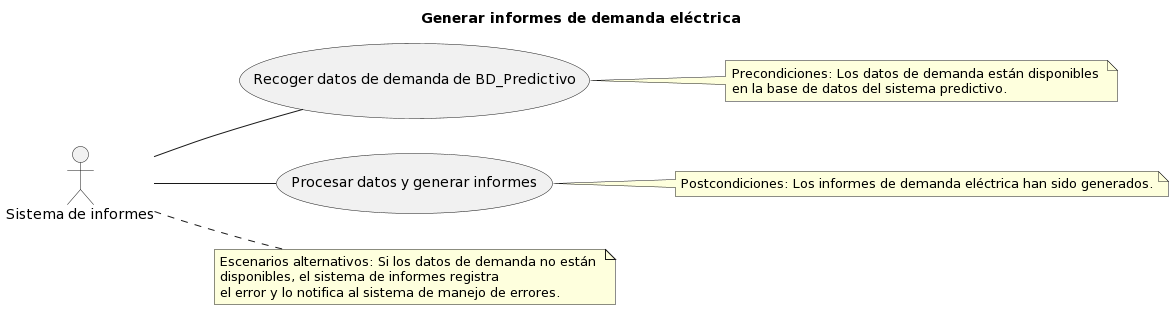 Generar informes de demanda eléctrica
Recoger datos de demanda de BD_Predictivo
Precondiciones: Los datos de demanda están disponibles
en la base de datos del sistema predictivo.
Procesar datos y generar informes
Postcondiciones: Los informes de demanda eléctrica han sido generados.
Sistema de informes
Escenarios alternativos: Si los datos de demanda no están
disponibles, el sistema de informes registra
el error y lo notifica al sistema de manejo de errores.